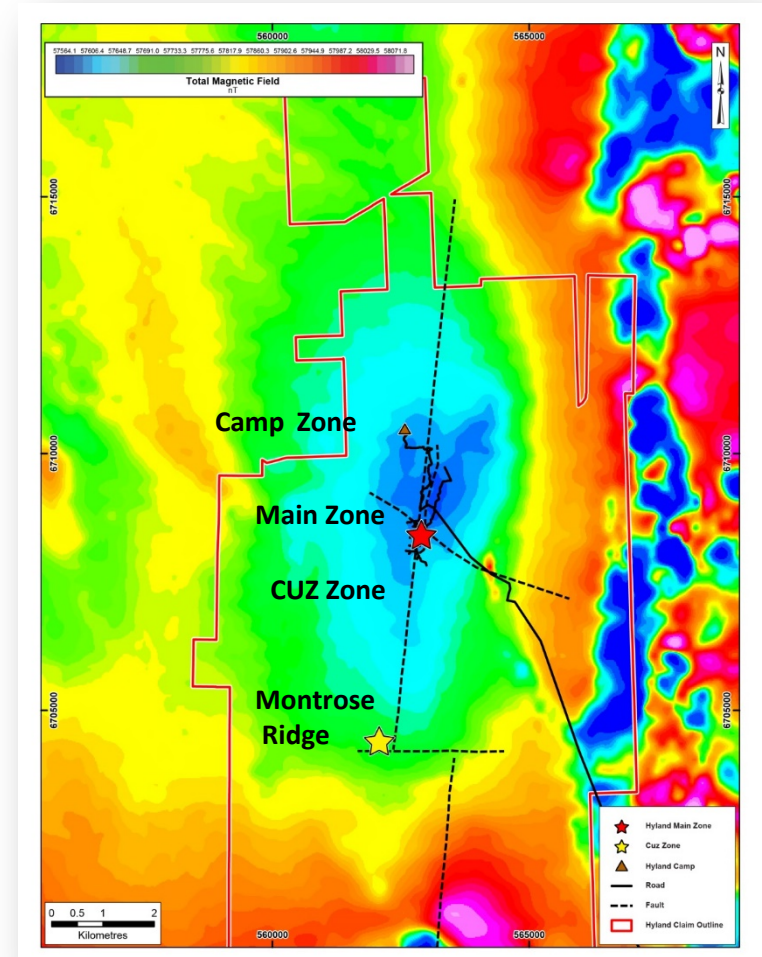 560000
565000
57564.1 57606.4 57648.7 57691.0 57733.3 57775.6 57817.9 57860.3 57902.6 57944.9 57987.2 58029.5 58071.8
Total Magnetic Field
nT
N
6715000
6715000
Camp Zone
6710000
6710000
Main Zone
CUZ Zone
Montrose
Ridge
6705000
6705000
Hyland Main Zone
Cuz Zone
Hyland Camp
Road
Fault
Hyland Claim Outline
0 0.5 1 2
Kilometres
560000
565000